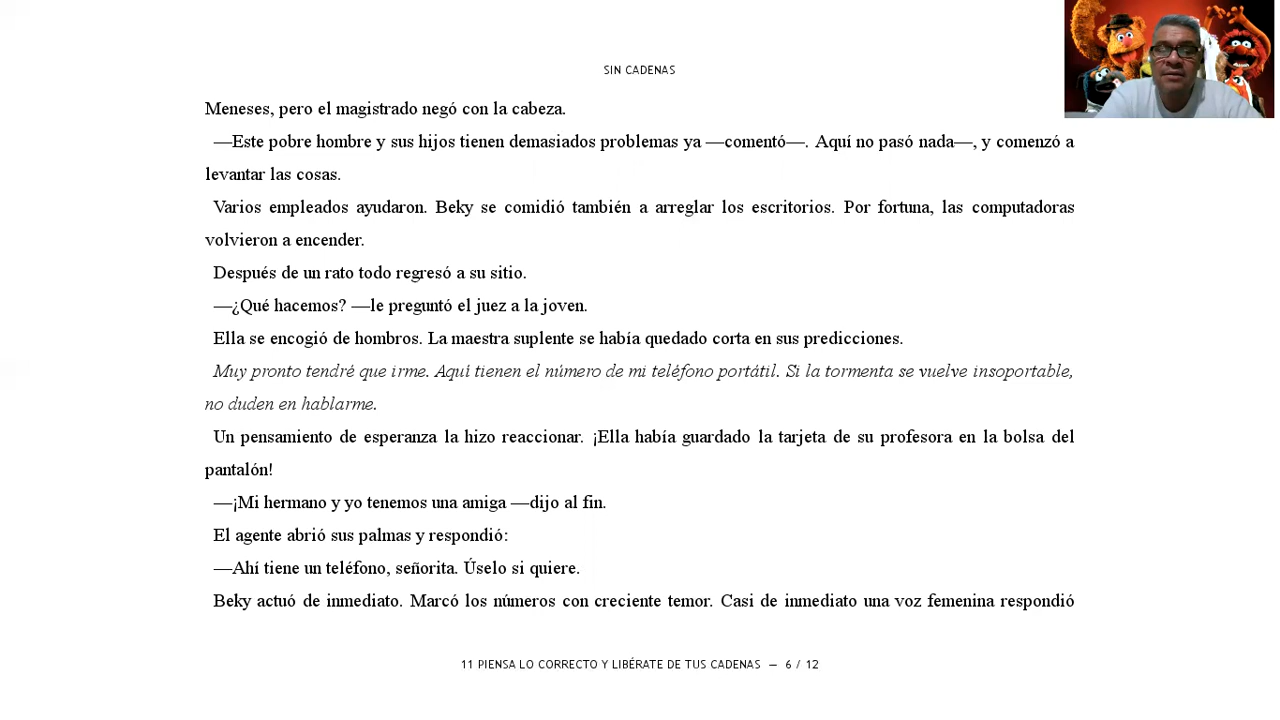 SIN CADENAS
Meneses, pero el magistrado negó con la cabeza.
—Este pobre hombre y sus hijos tienen demasiados problemas ya —comentó—. Aquí no pasó nada—, y comenzó a
levantar las cosas.
Varios empleados ayudaron. Beky se comidió también a arreglar los escritorios. Por fortuna, las computadoras
volvieron a encender.
Después de un rato todo regresó a su sitio.
—¿Qué hacemos? —le preguntó el juez a la joven.
Ella se encogió de hombros. La maestra suplente se había quedado corta en sus predicciones.
Muy pronto tendré que irme. Aquí tienen el número de mi teléfono portátil. Si la tormenta se vuelve insoportable,
no duden en hablarme.
Un pensamiento de esperanza la hizo reaccionar. ¡Ella había guardado la tarjeta de su profesora en la bolsa del
pantalón!
—¡Mi hermano y yo tenemos una amiga —dijo al fin.
El agente abrió sus palmas y respondió:
—Ahí tiene un teléfono, señorita. Úselo si quiere.
Beky actuó de inmediato. Marcó los números con creciente temor. Casi de inmediato una voz femenina respondió
11 PIENSA LO CORRECTO Y LIBÉRATE DE TUS CADENAS — 6 / 12